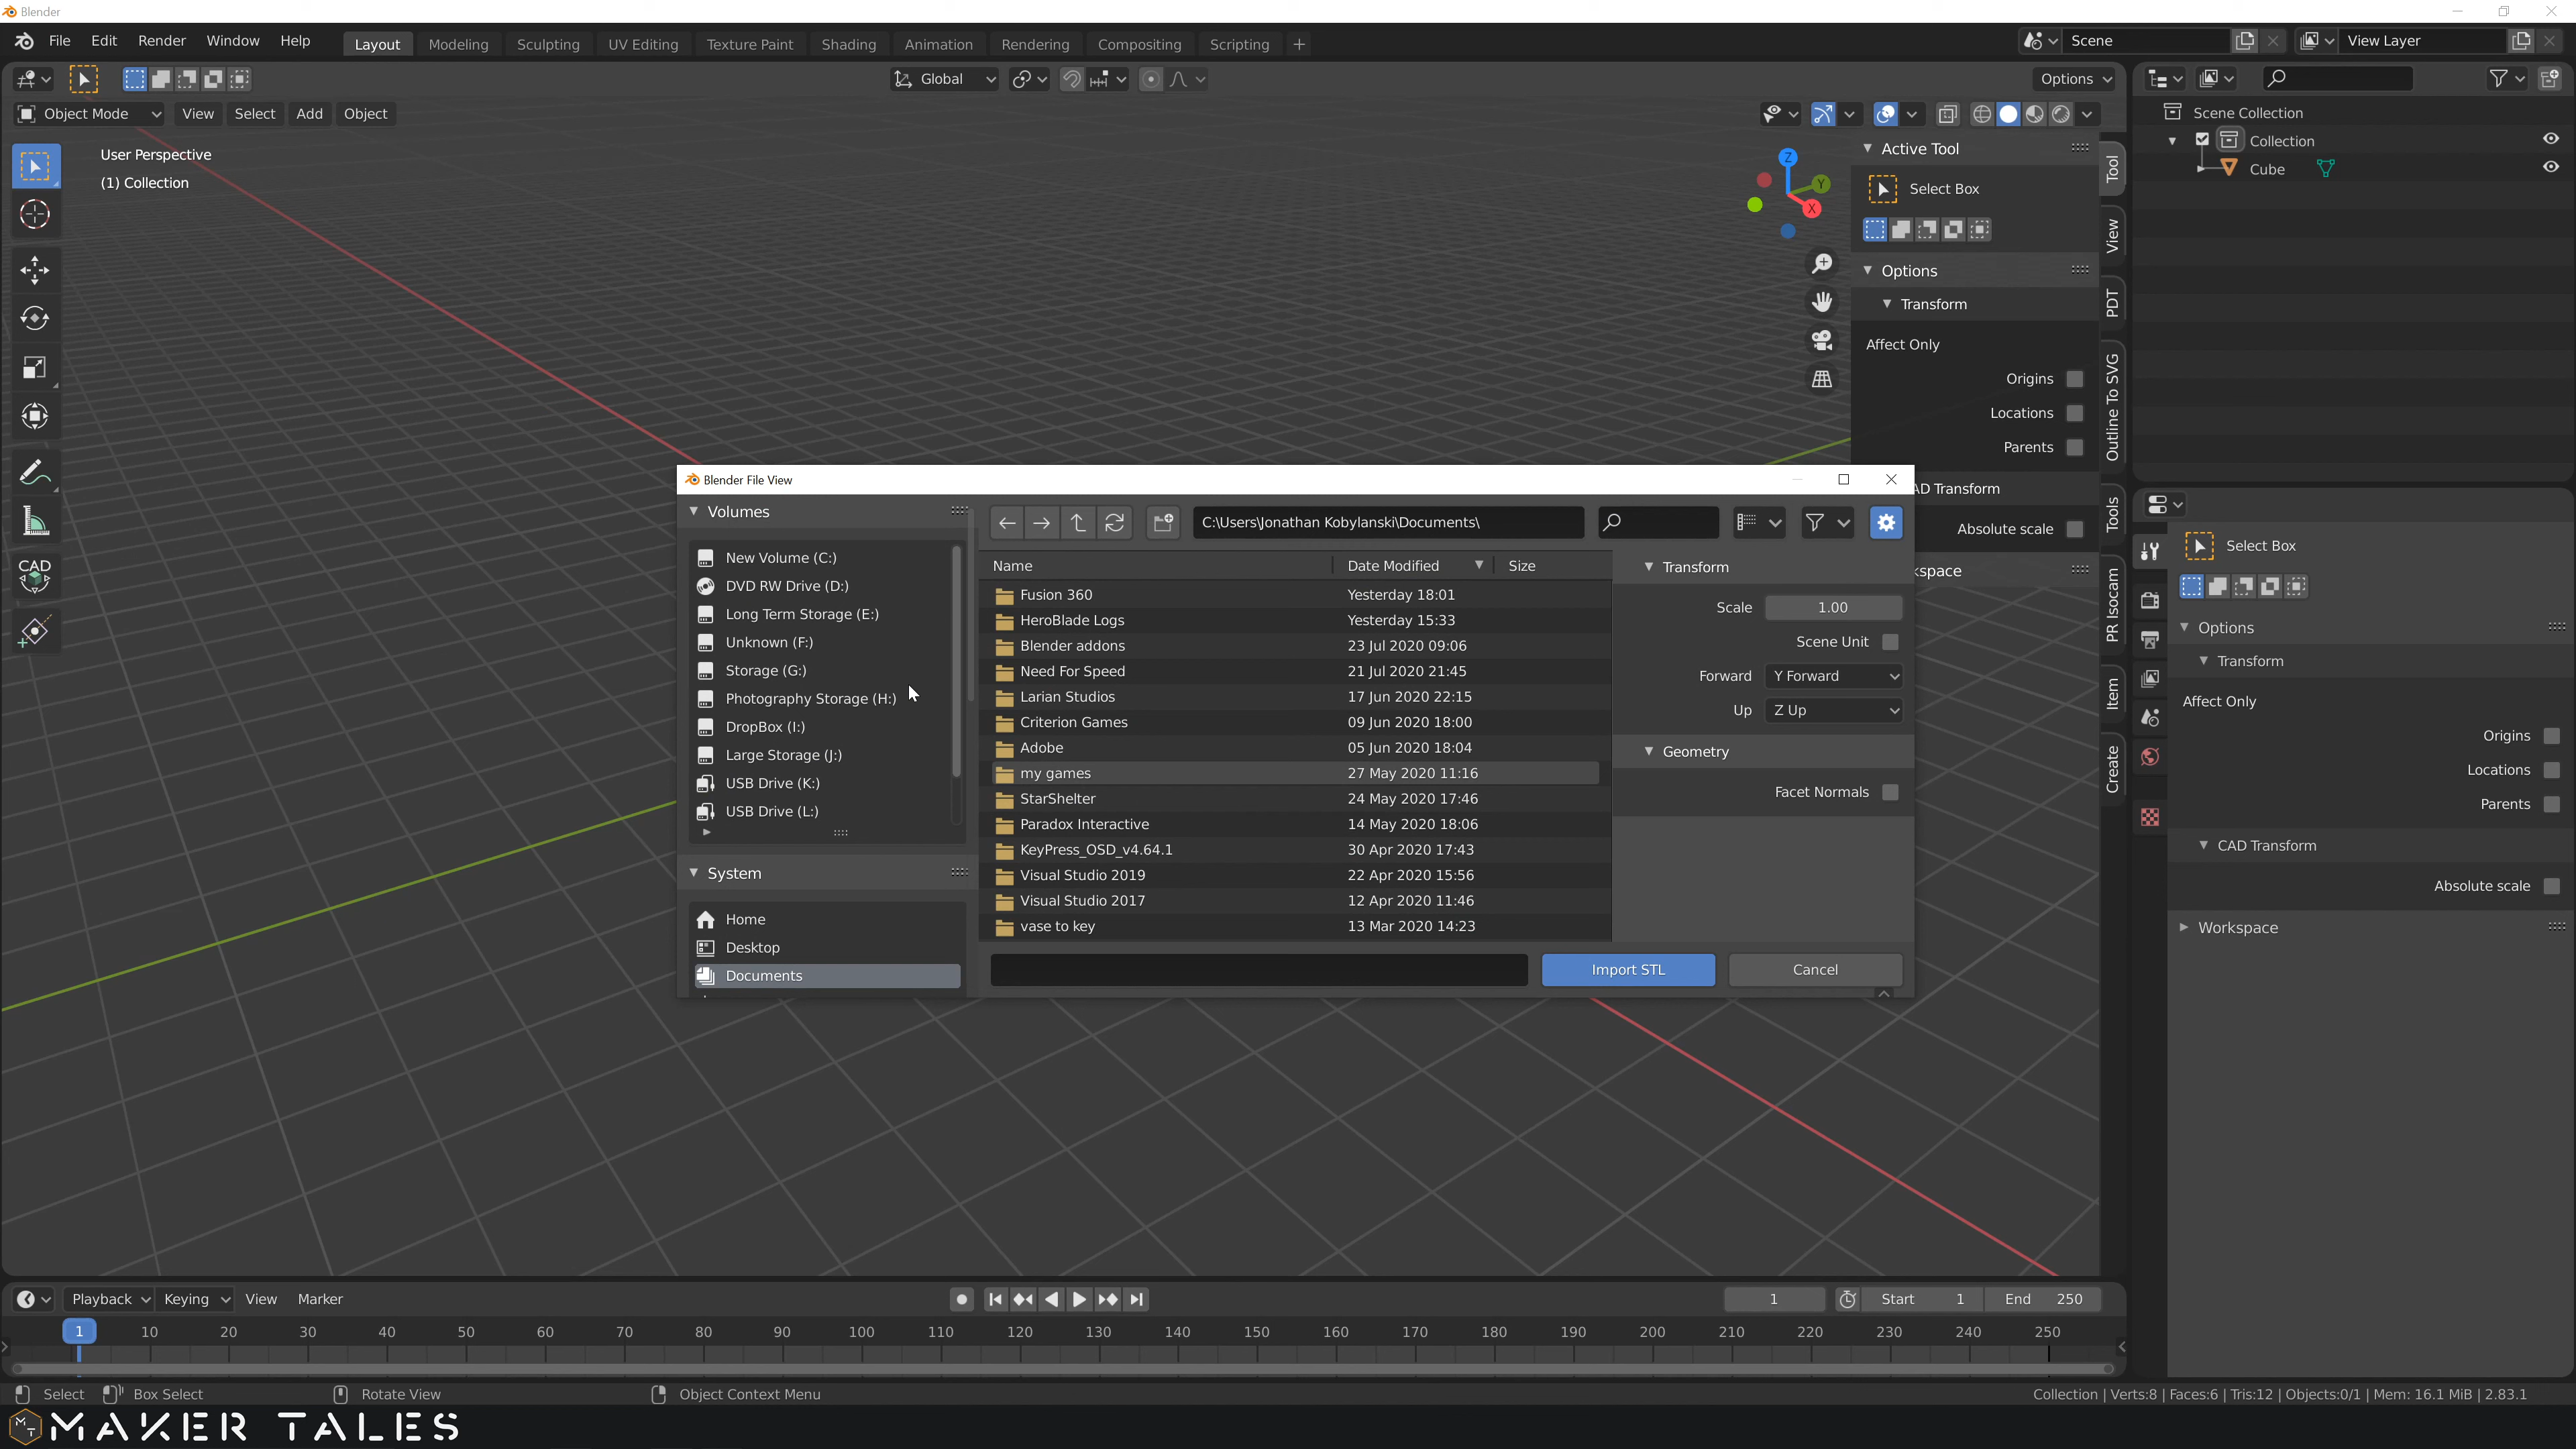 Blender
File Edit Render Window Help Layout Modeling Sculpting UV Editing Texture Paint Shading Animation Rendering Compositing Scripting + Scene View Layer
Global Options
Object Mode View Select Add Object
User Perspective
(1) Collection
Z
Y
X
Active Tool
Select Box
Options
Transform
Affect Only
Origins
Locations
Parents
AD Transform
Absolute scale
kspace
Tool
View
PDT
Outline To SVG
Tools
PR Isocam
Item
Create
CAD
Scene Collection
Collection
Cube
Select Box
Options
Transform
Affect Only
Origins
Locations
Parents
CAD Transform
Absolute scale
Workspace
Blender File View
Volumes
New Volume (C:)
DVD RW Drive (D:)
Long Term Storage (E:)
Unknown (F:)
Storage (G:)
Photography Storage (H:)
DropBox (I:)
Large Storage (J:)
USB Drive (K:)
USB Drive (L:)
System
Home
Desktop
Documents
C:\Users\Jonathan Kobylanski\Documents\
Name Date Modified Size
Fusion 360 Yesterday 18:01
HeroBlade Logs Yesterday 15:33
Blender addons 23 Jul 2020 09:06
Need For Speed 21 Jul 2020 21:45
Larian Studios 17 Jun 2020 22:15
Criterion Games 09 Jun 2020 18:00
Adobe 05 Jun 2020 18:04
my games 27 May 2020 11:16
StarShelter 24 May 2020 17:46
Paradox Interactive 14 May 2020 18:06
KeyPress_OSD_v4.64.1 30 Apr 2020 17:43
Visual Studio 2019 22 Apr 2020 15:56
Visual Studio 2017 12 Apr 2020 11:46
vase to key 13 Mar 2020 14:23
Transform
Scale 1.00
Scene Unit
Forward Y Forward
Up Z Up
Geometry
Facet Normals
Import STL Cancel
Playback Keying View Marker 1 Start 1 End 250
1 10 20 30 40 50 60 70 80 90 100 110 120 130 140 150 160 170 180 190 200 210 220 230 240 250
Select Box Select Rotate View Object Context Menu Collection | Verts:8 | Faces:6 | Tris:12 | Objects:0/1 | Mem: 16.1 MiB | 2.83.1
MT MAKER TALES